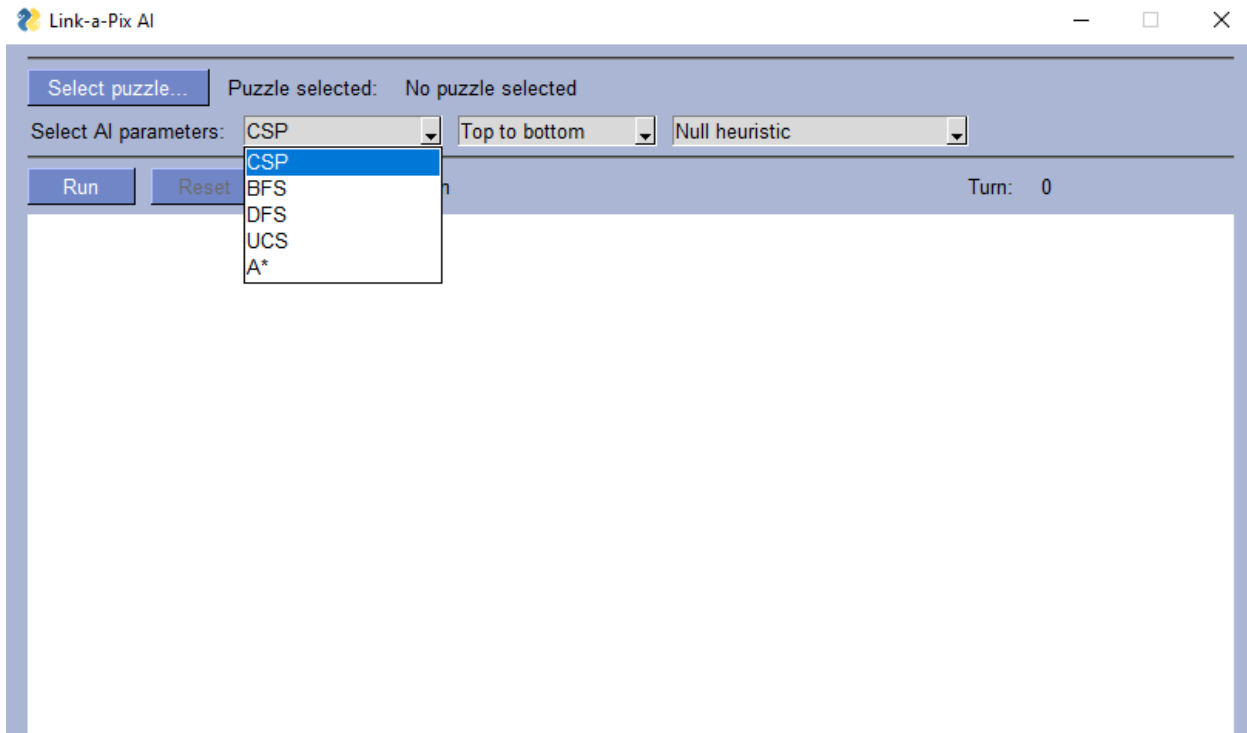 Link-a-Pix AI
Select puzzle... Puzzle selected: No puzzle selected
Select AI parameters: CSP Top to bottom Null heuristic
CSP
Run Reset BFS Turn: 0
DFS
UCS
A*